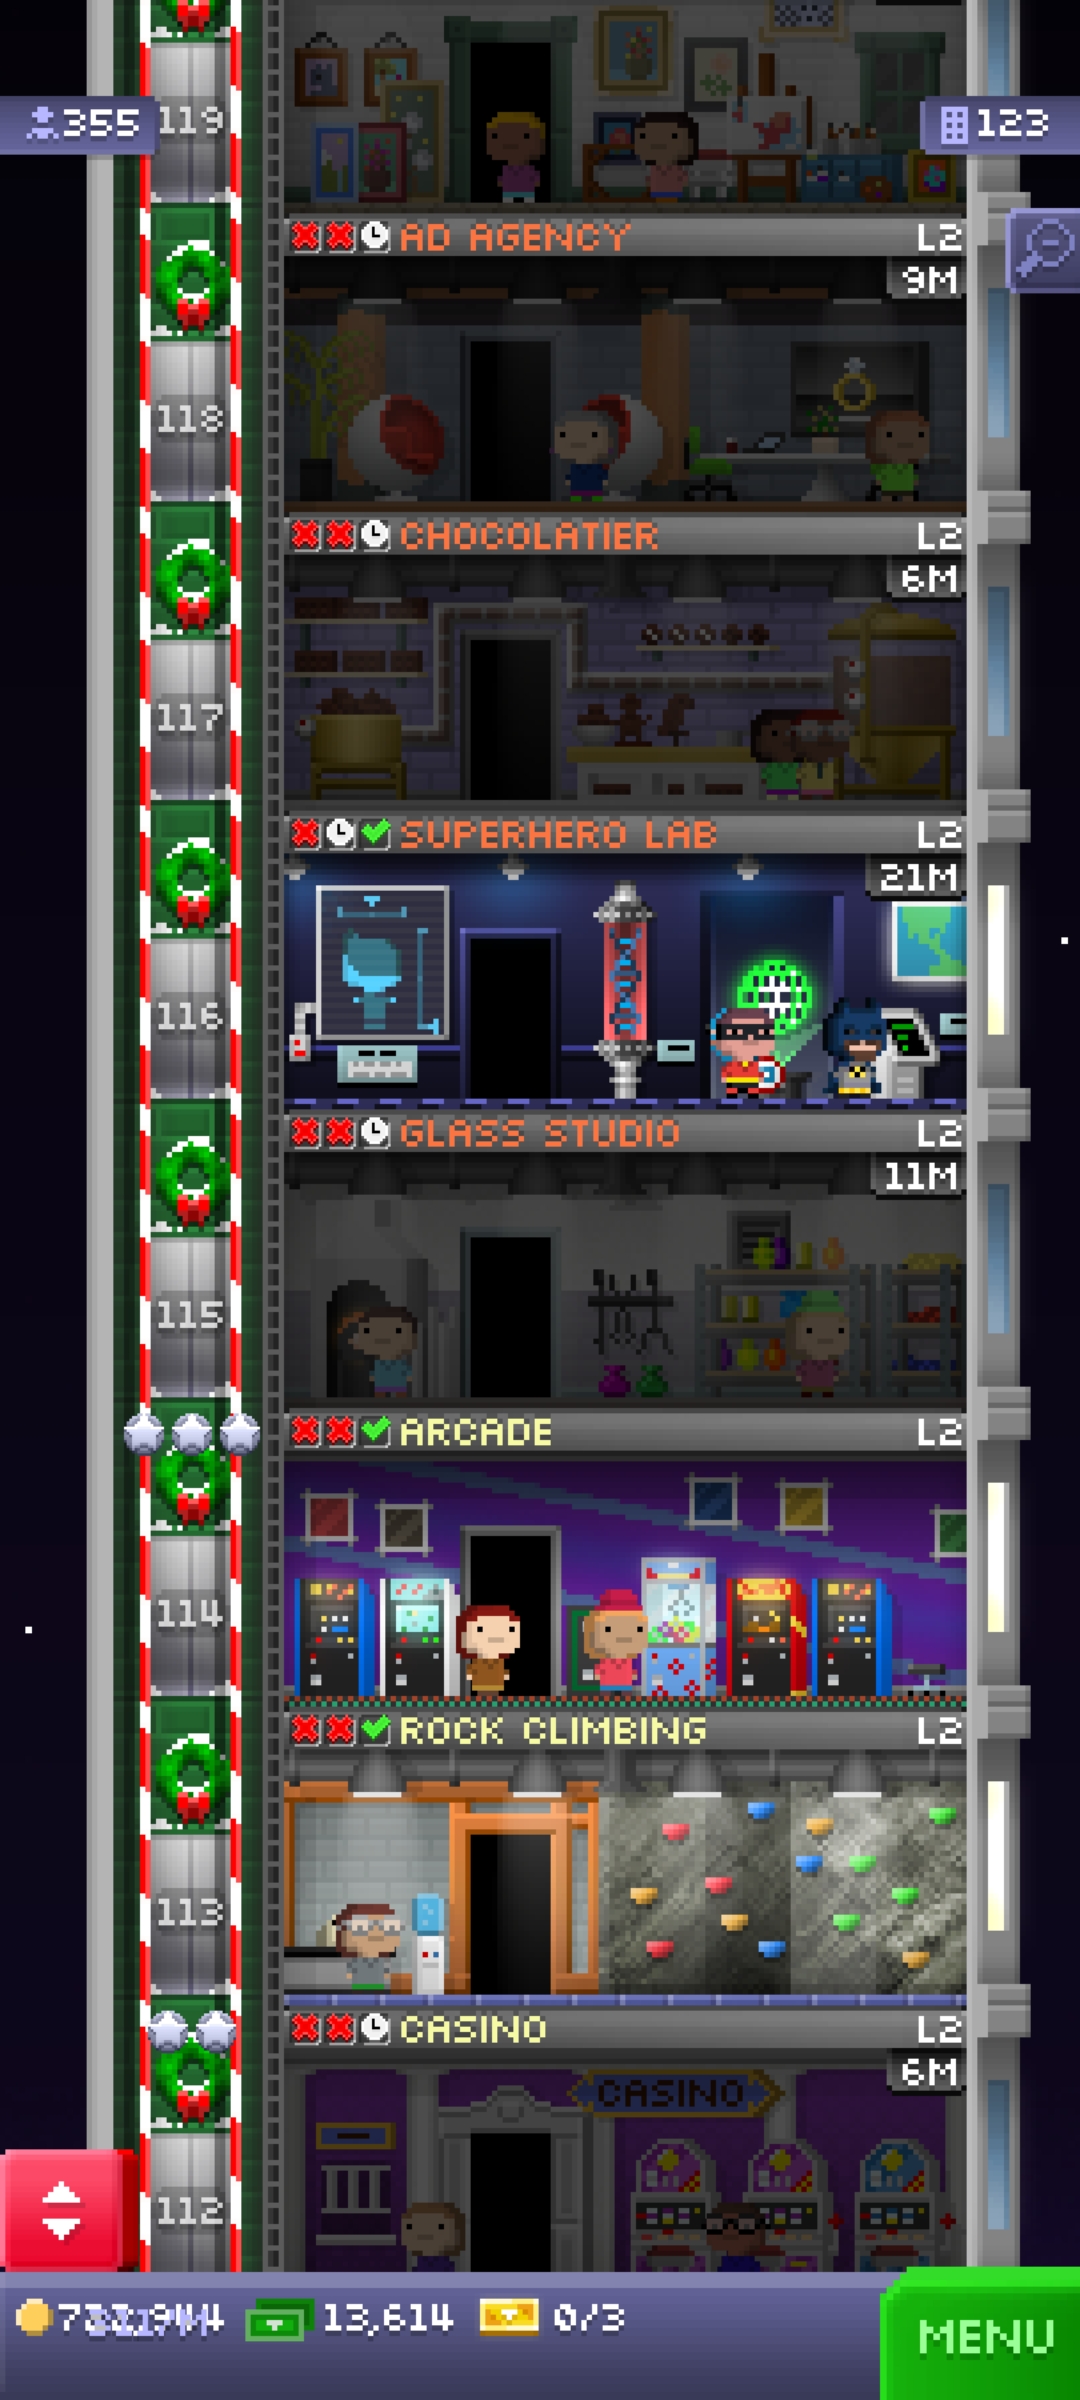 119
355
123
AD AGENCY L2
9M
118
CHOCOLATIER L2
6M
117
SUPERHERO LAB L2
21M
116
GLASS STUDIO L2
11M
115
ARCADE L2
114
ROCK CLIMBING L2
113
CASINO L2
6M
CASINO
112
13,614
0/3
MENU